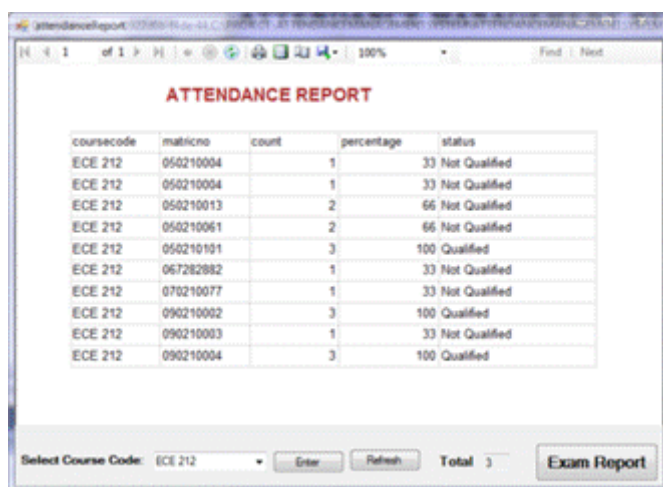 attendanceReport
1 of 1 100% Find | Next
ATTENDANCE REPORT
coursecode matricno count percentage status
ECE 212 050210004 1 33 Not Qualified
ECE 212 050210004 1 33 Not Qualified
ECE 212 050210013 2 66 Not Qualified
ECE 212 050210061 2 66 Not Qualified
ECE 212 050210101 3 100 Qualified
ECE 212 067282882 1 33 Not Qualified
ECE 212 070210077 1 33 Not Qualified
ECE 212 090210002 3 100 Qualified
ECE 212 090210003 1 33 Not Qualified
ECE 212 090210004 3 100 Qualified
Select Course Code: ECE 212 Enter Refresh Total 3 Exam Report